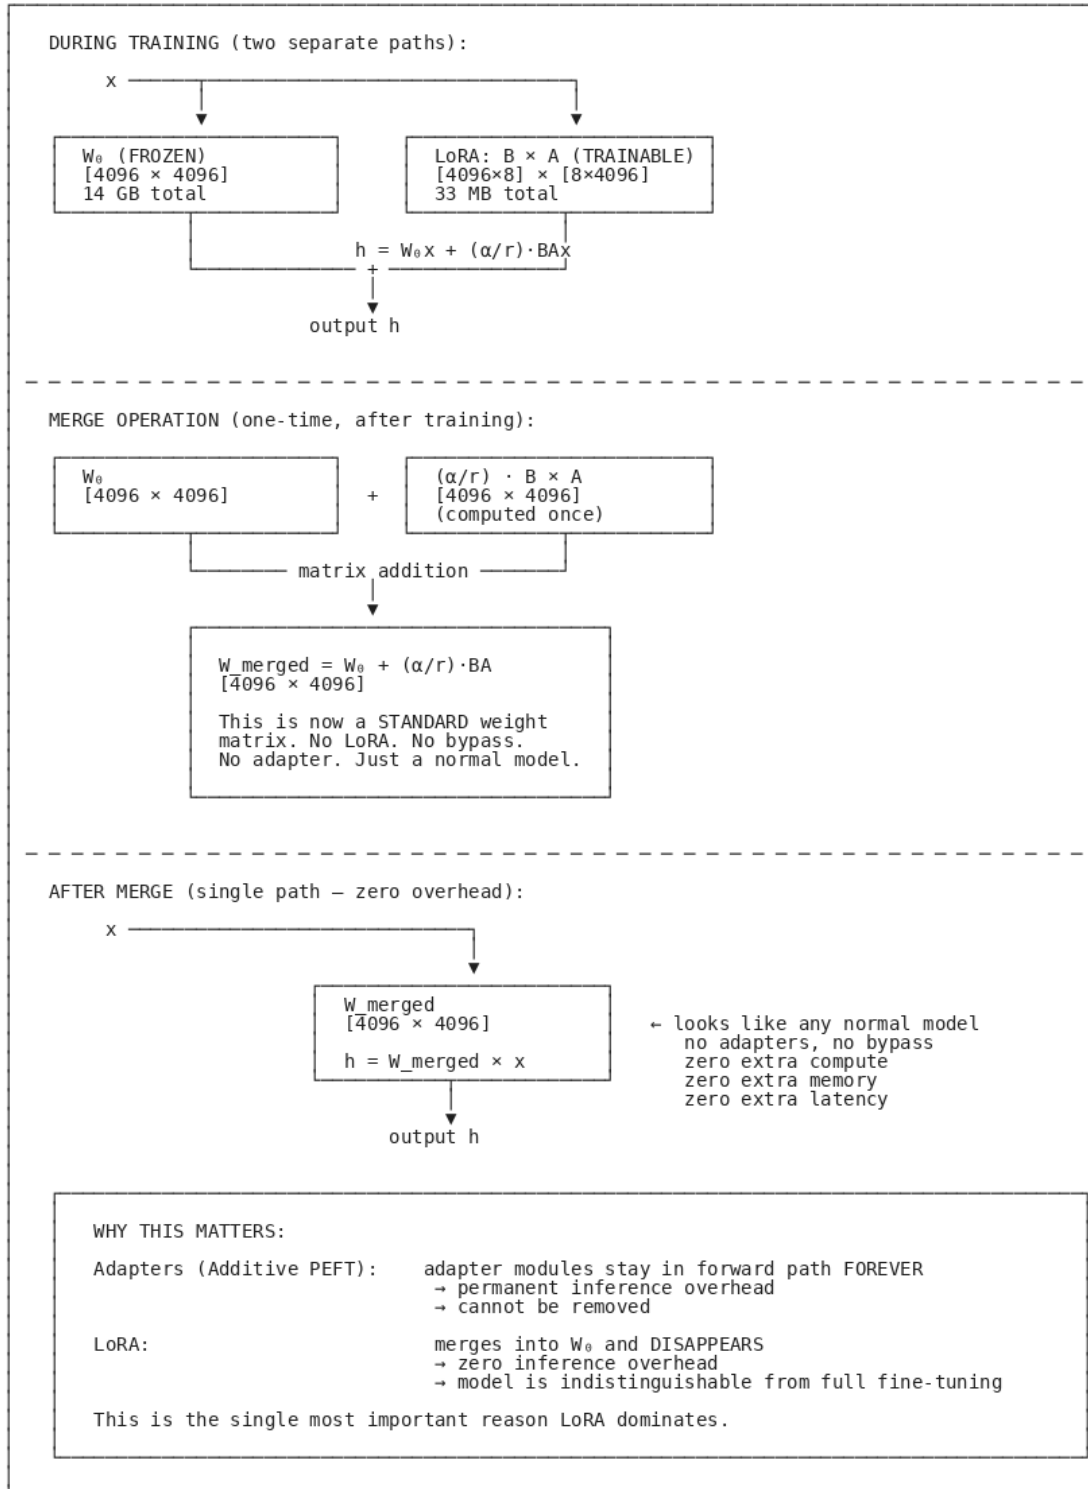 DURING TRAINING (two separate paths):
x
W₀ (FROZEN)
[4096 × 4096]
14 GB total
LoRA: B × A (TRAINABLE)
[4096×8] × [8×4096]
33 MB total
h = W₀x + (α/r)·BAx
+
output h
MERGE OPERATION (one-time, after training):
W₀
[4096 × 4096]
+
(α/r) · B × A
[4096 × 4096]
(computed once)
matrix addition
W_merged = W₀ + (α/r)·BA
[4096 × 4096]
This is now a STANDARD weight
matrix. No LoRA. No bypass.
No adapter. Just a normal model.
AFTER MERGE (single path — zero overhead):
x
W_merged
[4096 × 4096]
h = W_merged × x
← looks like any normal model
no adapters, no bypass
zero extra compute
zero extra memory
zero extra latency
output h
WHY THIS MATTERS:
Adapters (Additive PEFT): adapter modules stay in forward path FOREVER
→ permanent inference overhead
→ cannot be removed
LoRA: merges into W₀ and DISAPPEARS
→ zero inference overhead
→ model is indistinguishable from full fine-tuning
This is the single most important reason LoRA dominates.